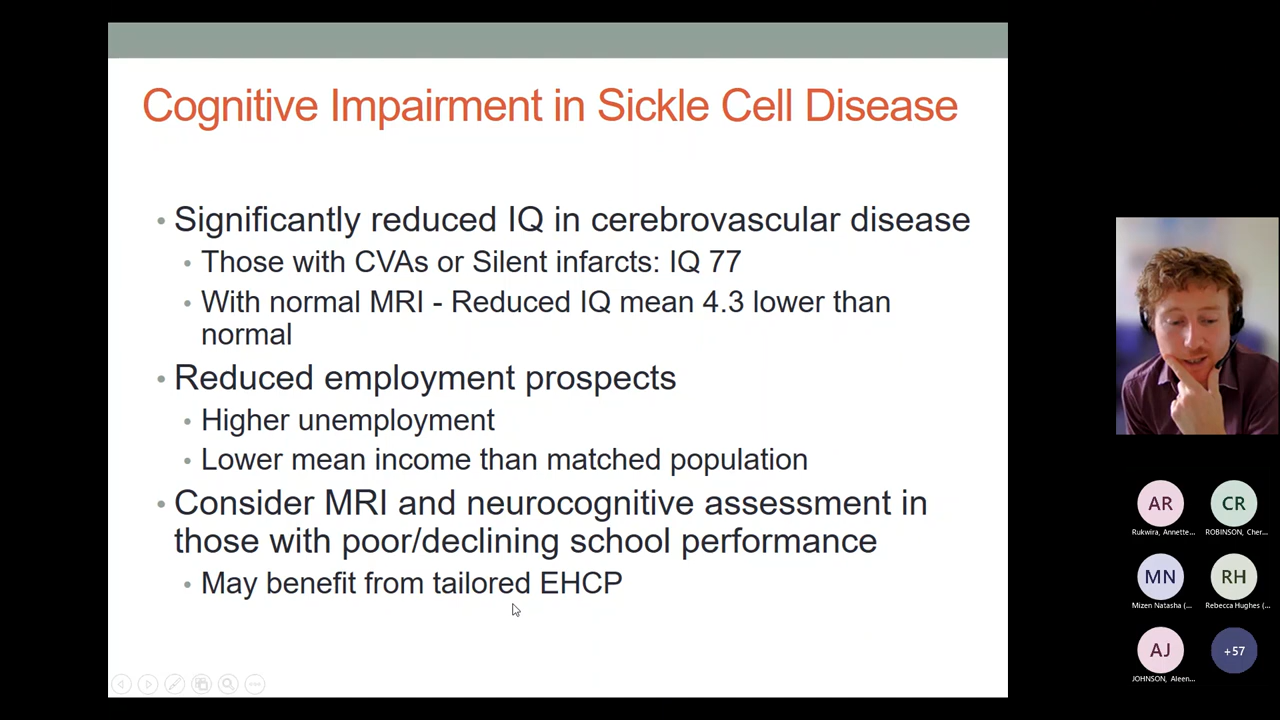 Cognitive Impairment in Sickle Cell Disease
• Significantly reduced IQ in cerebrovascular disease
• Those with CVAs or Silent infarcts: IQ 77
• With normal MRI - Reduced IQ mean 4.3 lower than
normal
• Reduced employment prospects
• Higher unemployment
• Lower mean income than matched population
• Consider MRI and neurocognitive assessment in
those with poor/declining school performance
• May benefit from tailored EHCP
AR
CR
Rukwira, Annette...
ROBINSON, Cher...
MN
RH
Mizen Natasha (...
Rebecca Hughes (...
AJ
+57
JOHNSON, Aleen...